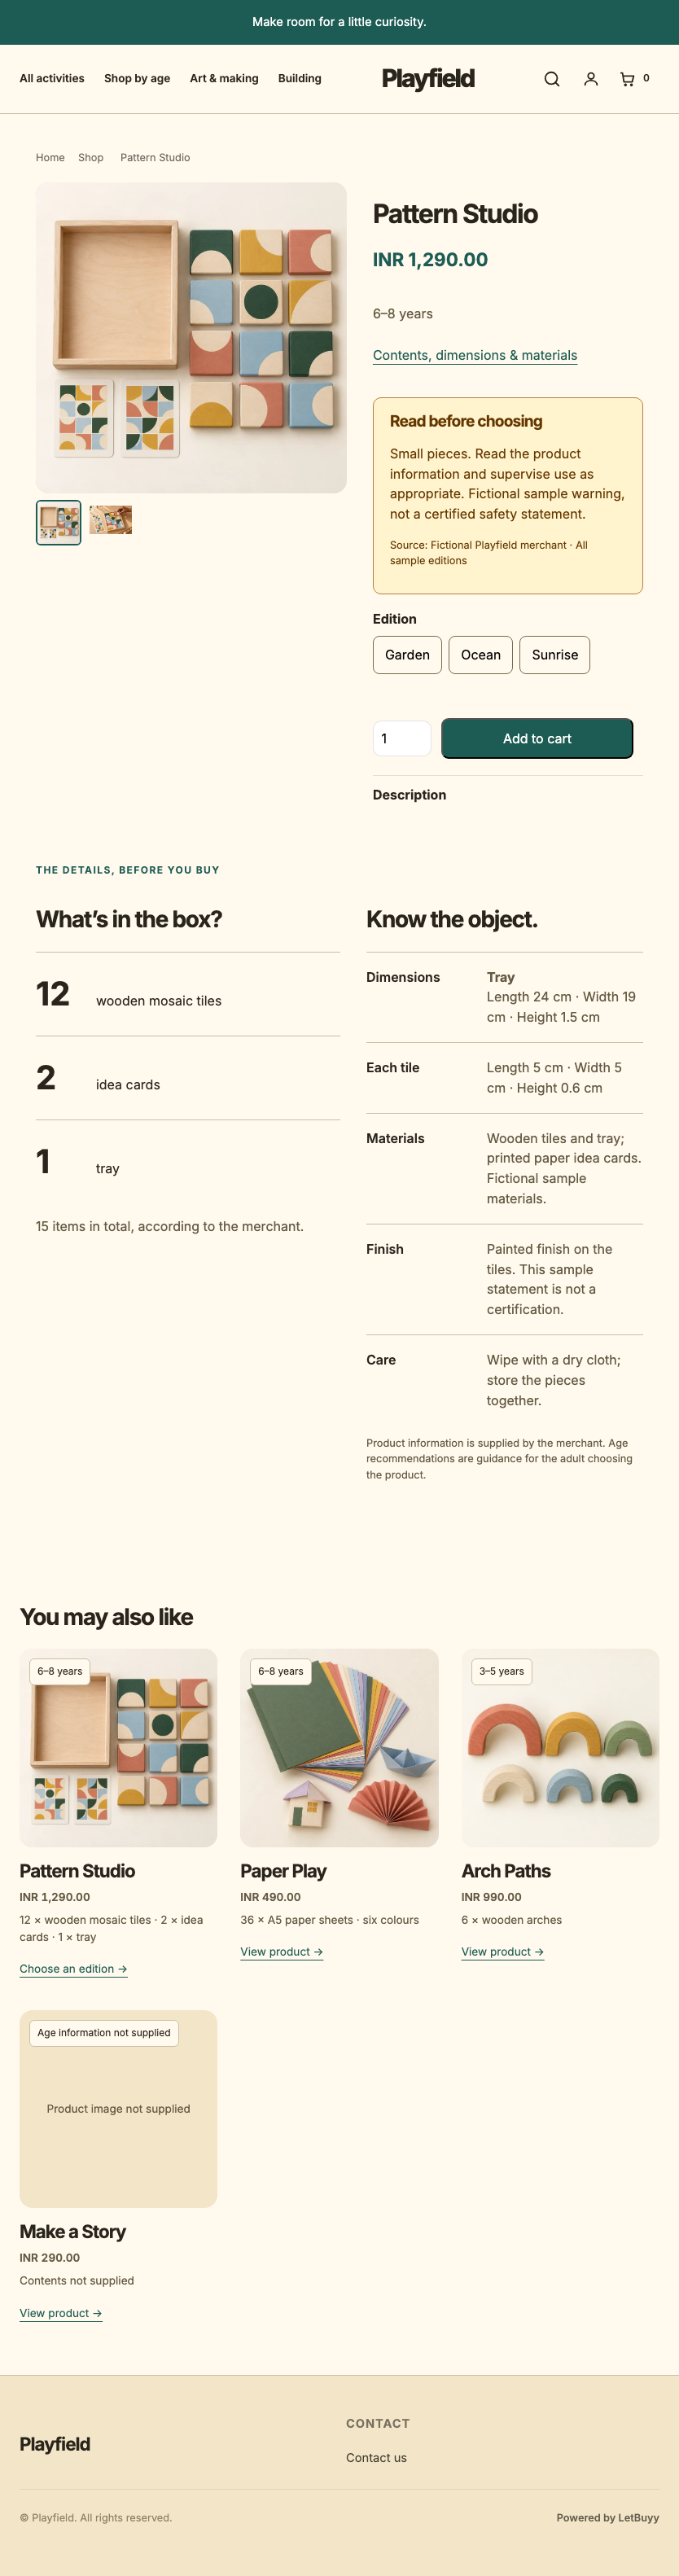 Make room for a little curiosity.
All activities
Shop by age
Art & making
Building
Playfield
0
Home
Shop
Pattern Studio
Pattern Studio
INR 1,290.00
6–8 years
Contents, dimensions & materials
Read before choosing
Small pieces. Read the product
information and supervise use as
appropriate. Fictional sample warning,
not a certified safety statement.
Source: Fictional Playfield merchant · All
sample editions
Edition
Garden
Ocean
Sunrise
1
Add to cart
Description
THE DETAILS, BEFORE YOU BUY
What’s in the box?
12 wooden mosaic tiles
2 idea cards
1 tray
15 items in total, according to the merchant.
Know the object.
Dimensions
Tray
Length 24 cm · Width 19
cm · Height 1.5 cm
Each tile
Length 5 cm · Width 5
cm · Height 0.6 cm
Materials
Wooden tiles and tray;
printed paper idea cards.
Fictional sample
materials.
Finish
Painted finish on the
tiles. This sample
statement is not a
certification.
Care
Wipe with a dry cloth;
store the pieces
together.
Product information is supplied by the merchant. Age
recommendations are guidance for the adult choosing
the product.
You may also like
6–8 years
Pattern Studio
INR 1,290.00
12 × wooden mosaic tiles · 2 × idea
cards · 1 × tray
Choose an edition →
6–8 years
Paper Play
INR 490.00
36 × A5 paper sheets · six colours
View product →
3–5 years
Arch Paths
INR 990.00
6 × wooden arches
View product →
Age information not supplied
Product image not supplied
Make a Story
INR 290.00
Contents not supplied
View product →
Playfield
CONTACT
Contact us
© Playfield. All rights reserved.
Powered by LetBuyy